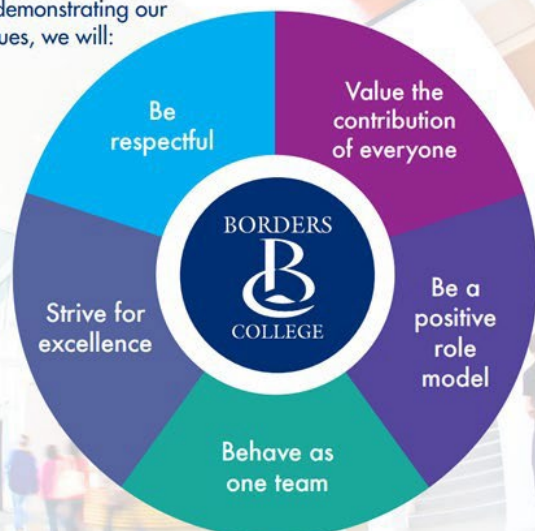 demonstrating our
ues, we will:
Be
respectful
Value the
contribution
of everyone
Strive for
excellence
BORDERS
B
COLLEGE
Be a
positive
role
model
Behave as
one team